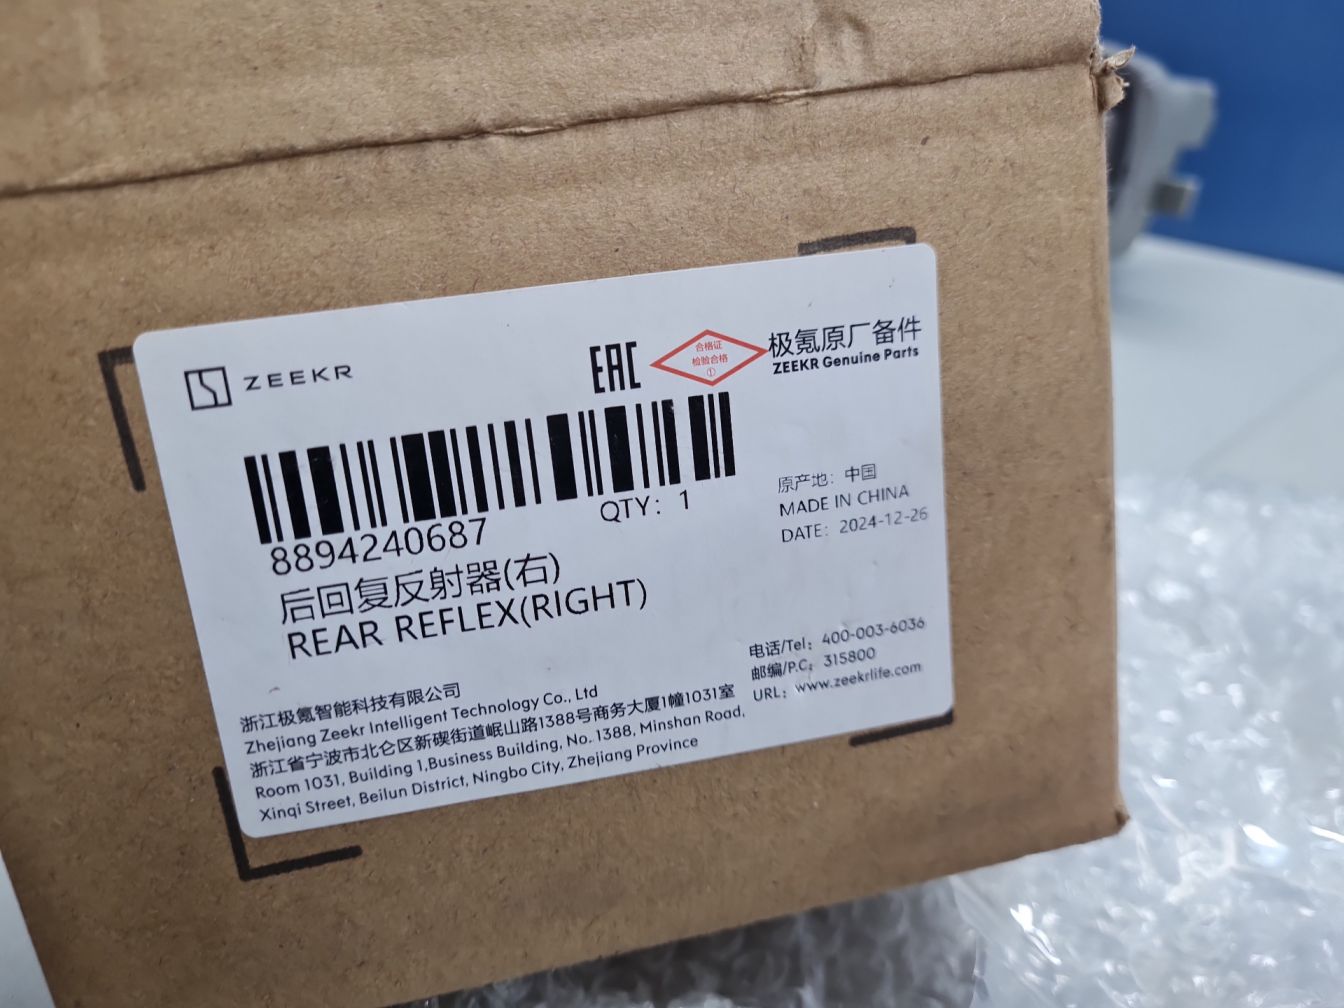 ZEEKR
EAC
合格证
检验合格
①
极氪原厂备件
ZEEKR Genuine Parts
8894240687
QTY: 1
后回复反射器(右)
REAR REFLEX(RIGHT)
原产地: 中国
MADE IN CHINA
DATE: 2024-12-26
电话/Tel: 400-003-6036
邮编/P.C: 315800
URL: www.zeekrlife.com
浙江极氪智能科技有限公司
Zhejiang Zeekr Intelligent Technology Co., Ltd
浙江省宁波市北仑区新碶街道岷山路1388号商务大厦1幢1031室
Room 1031, Building 1,Business Building, No. 1388, Minshan Road,
Xinqi Street, Beilun District, Ningbo City, Zhejiang Province